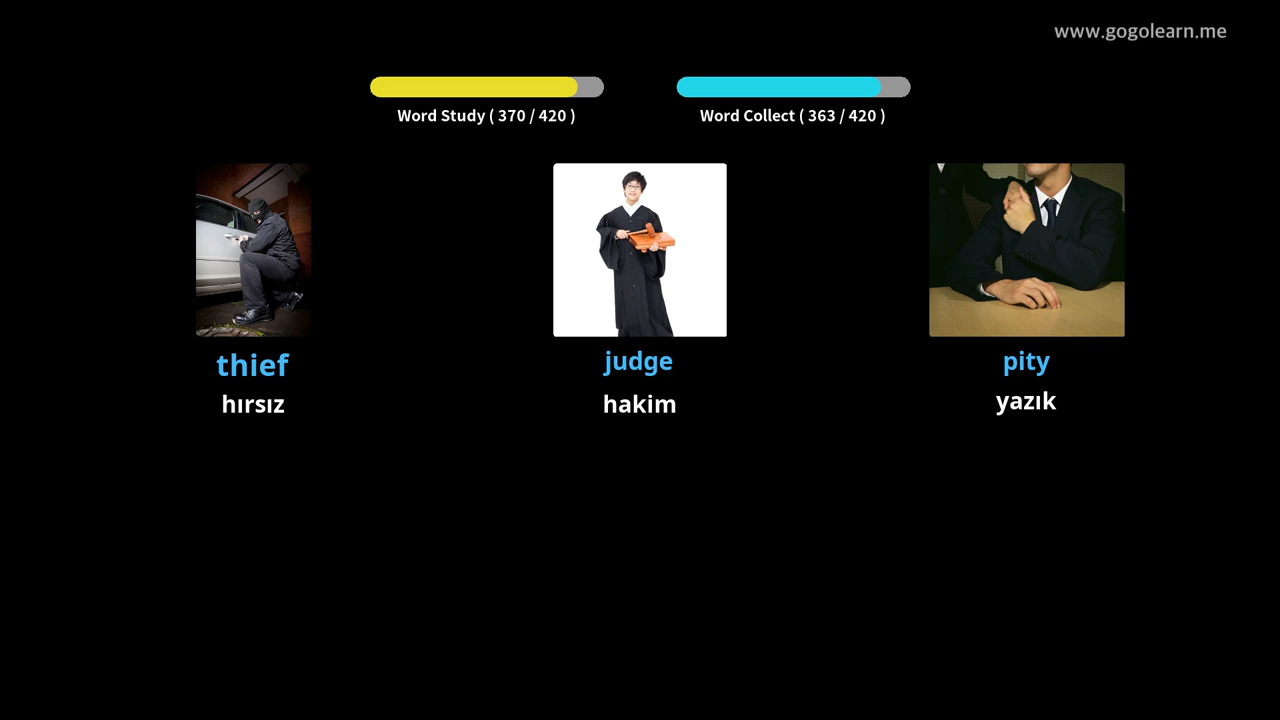 www.gogolearn.me
Word Study ( 370 / 420 )
Word Collect ( 363 / 420 )
thief
hırsız
judge
hakim
pity
yazık